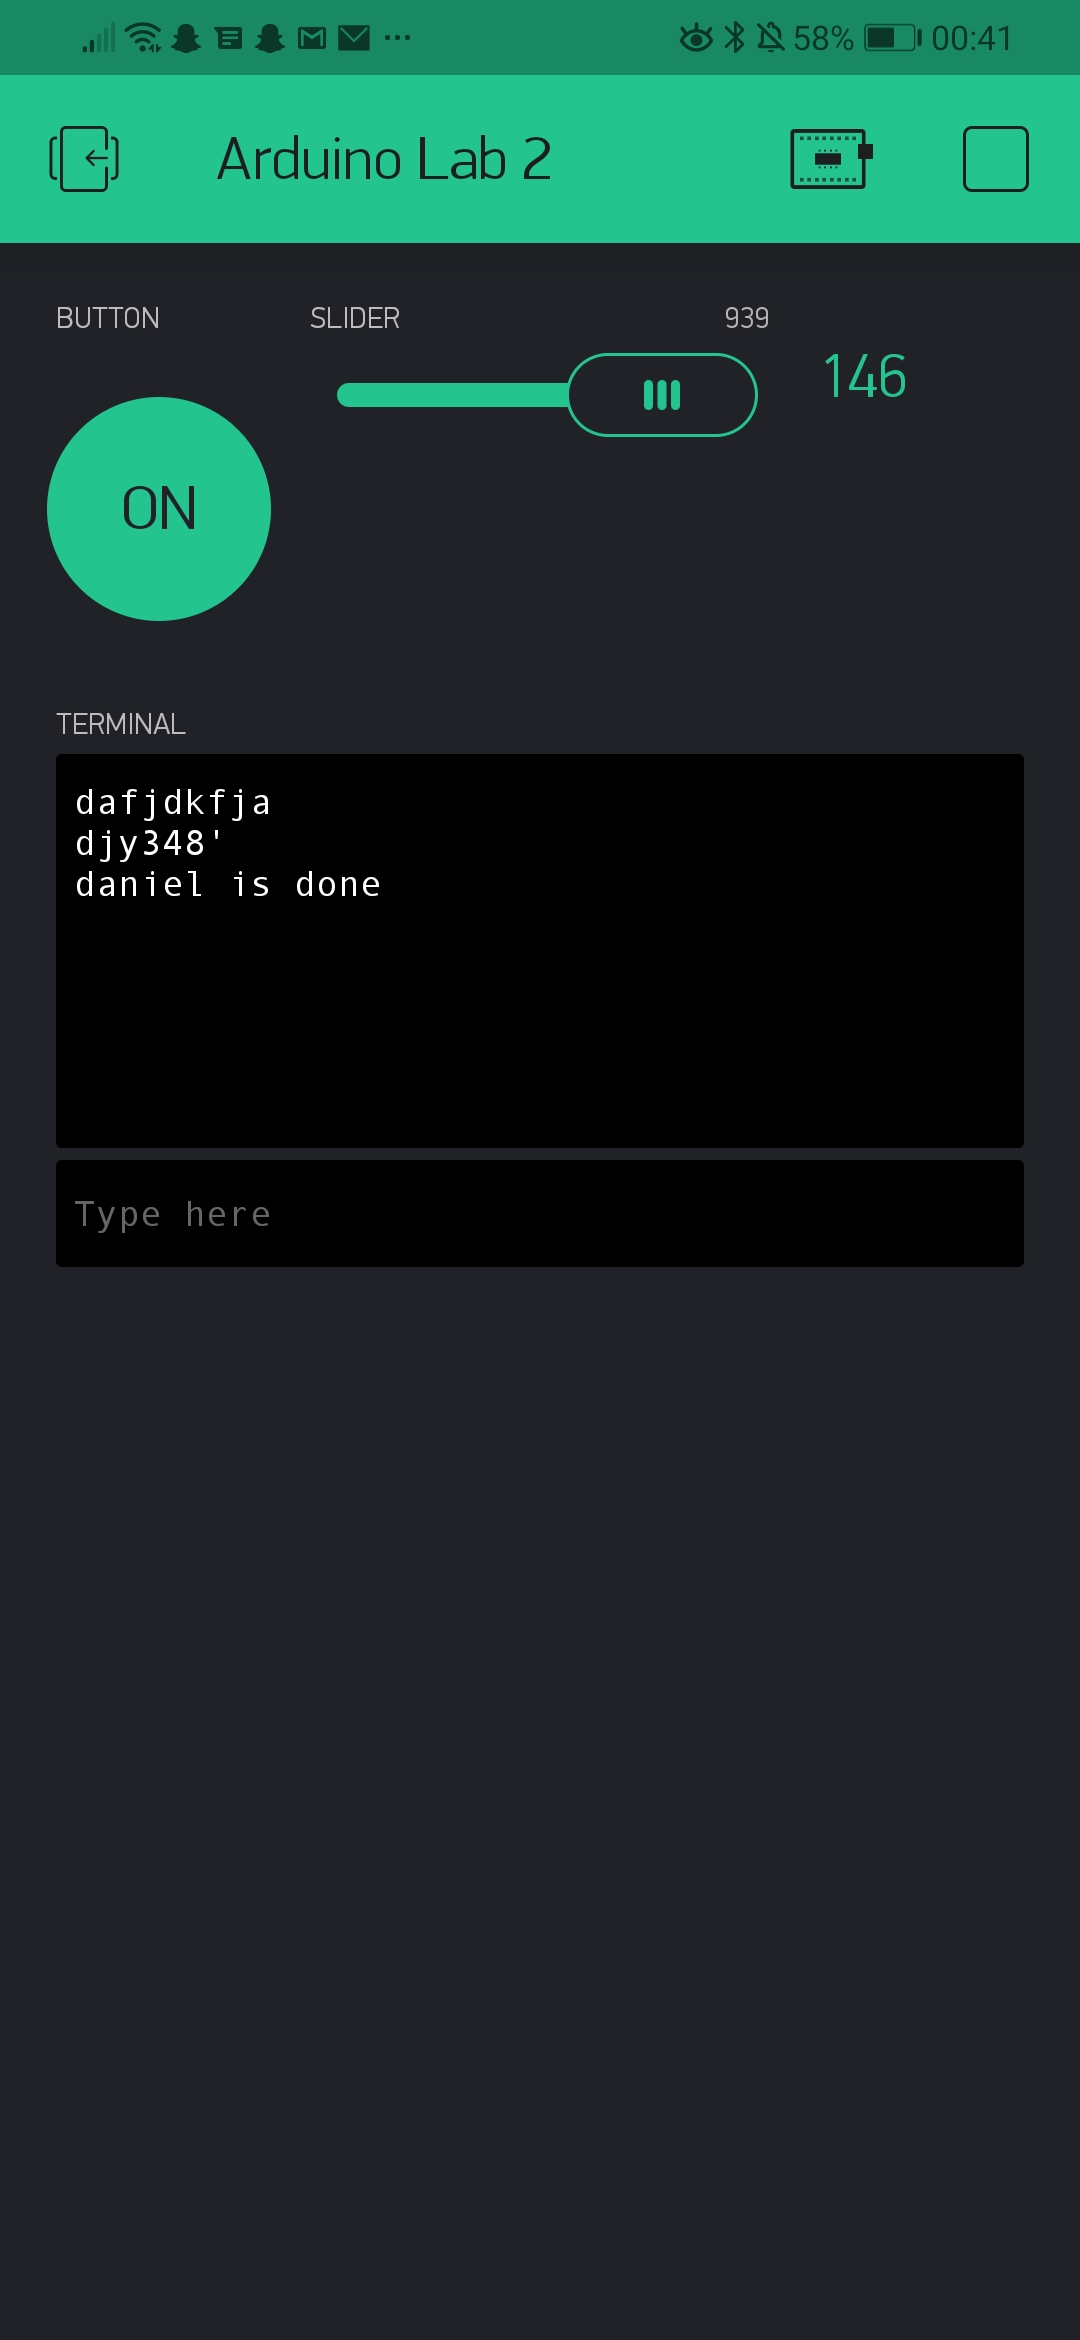 58% 00:41
Arduino Lab 2
BUTTON SLIDER 939
146
ON
TERMINAL
dafjdkfja
djy348'
daniel is done
Type here